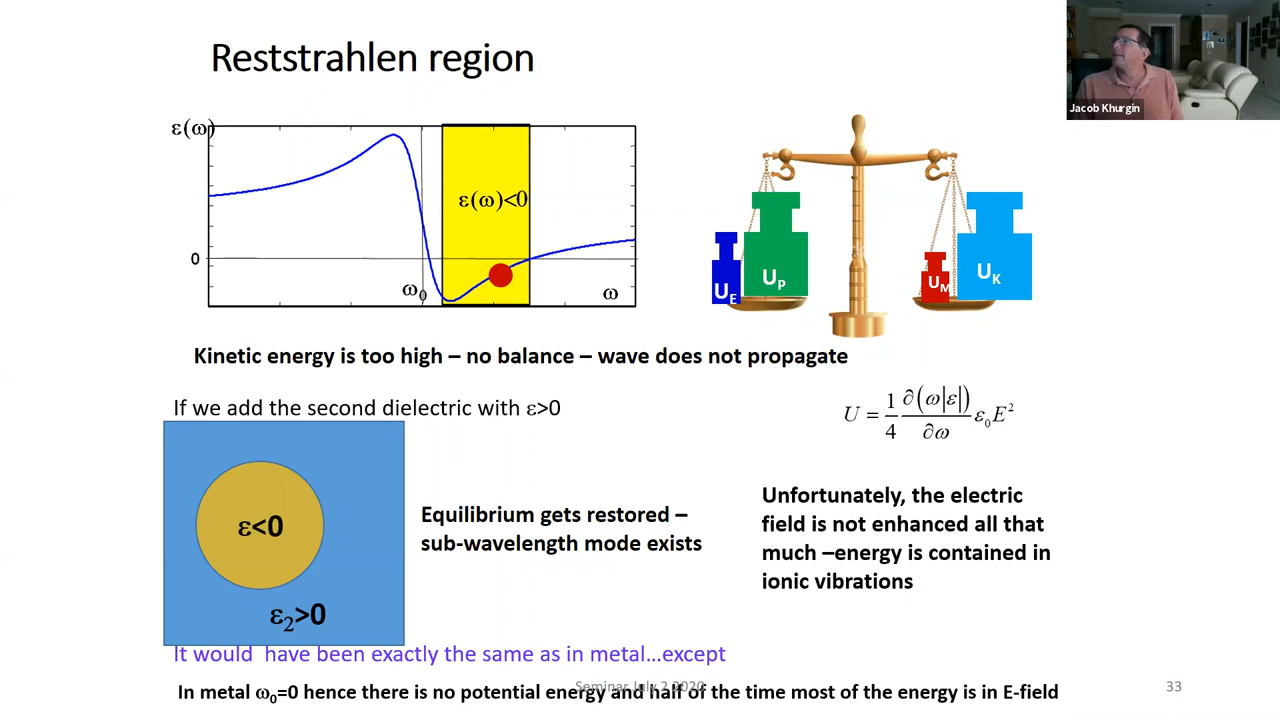 Reststrahlen region
Jacob Khurgin
ε(ω)
ε(ω)<0
0
ω₀
ω
U_E
U_P
U_M
U_K
Kinetic energy is too high – no balance – wave does not propagate
If we add the second dielectric with ε>0
U = 1/4 ∂(ω|ε|)/∂ω ε₀E²
ε<0
ε₂>0
Equilibrium gets restored –
sub-wavelength mode exists
Unfortunately, the electric
field is not enhanced all that
much –energy is contained in
ionic vibrations
It would have been exactly the same as in metal...except
In metal ω₀=0 hence there is no potential energy and half of the time most of the energy is in E-field
Seminar July 2 2020
33